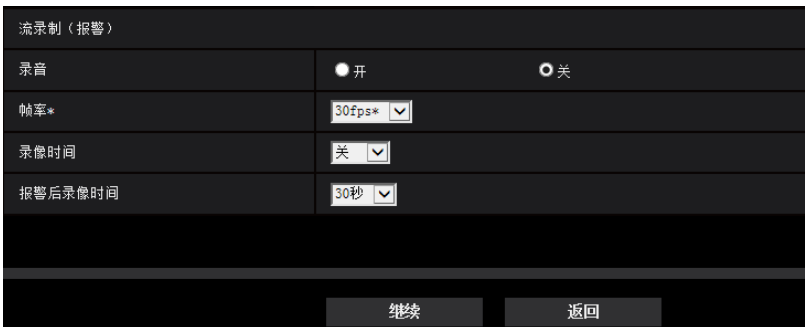 流录制（报警）
录音 开 关
帧率* 30fps*
录像时间 关
报警后录像时间 30秒
继续 返回